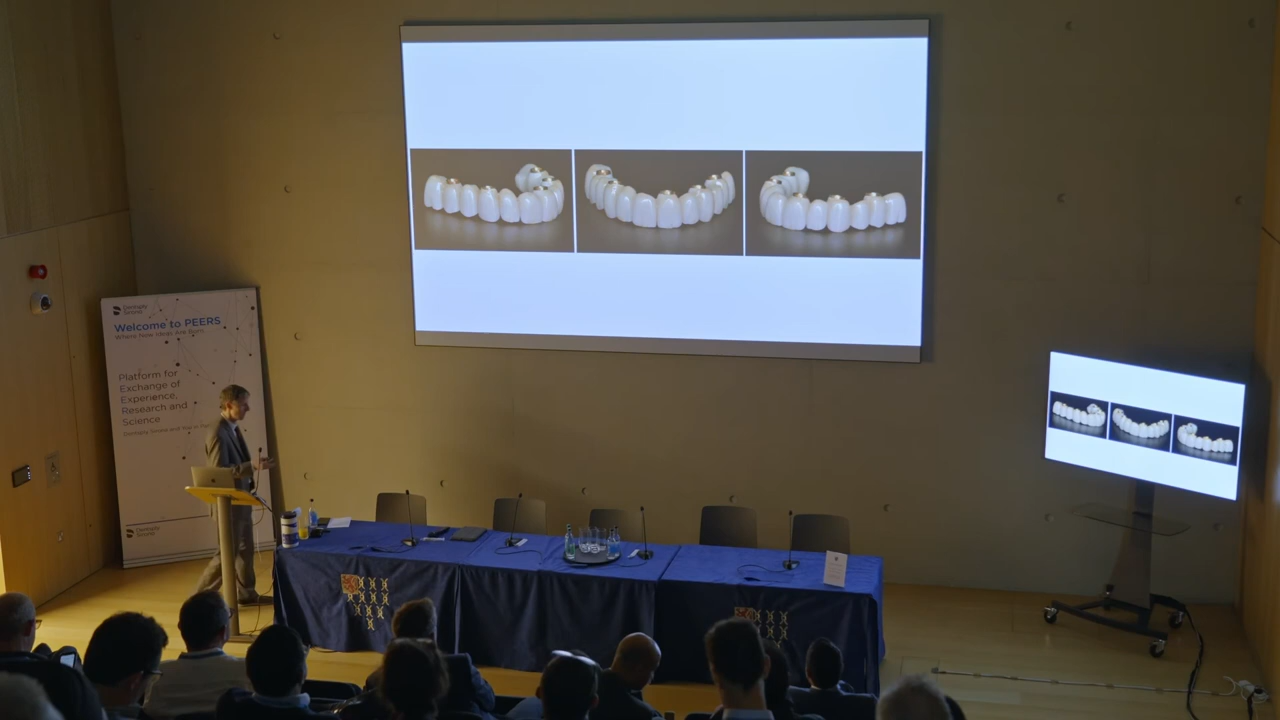 Dentsply
Sirona
Welcome to PEERS
Where New Ideas Are Born
Platform for
Exchange of
Experience,
Research and
Science
Dentsply
Sirona